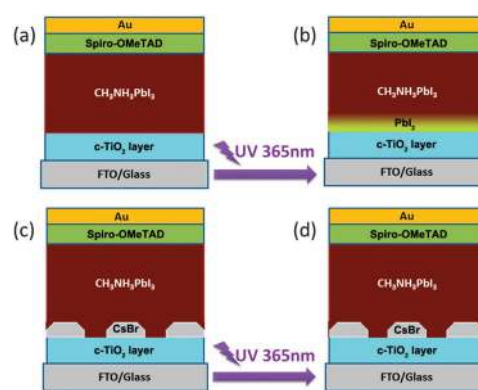 (a)
Au
Spiro-OMeTAD
CH₃NH₃PbI₃
c-TiO₂ layer
FTO/Glass
UV 365nm
(b)
Au
Spiro-OMeTAD
CH₃NH₃PbI₃
PbI₂
c-TiO₂ layer
FTO/Glass
(c)
Au
Spiro-OMeTAD
CH₃NH₃PbI₃
CsBr
c-TiO₂ layer
FTO/Glass
UV 365nm
(d)
Au
Spiro-OMeTAD
CH₃NH₃PbI₃
CsBr
c-TiO₂ layer
FTO/Glass